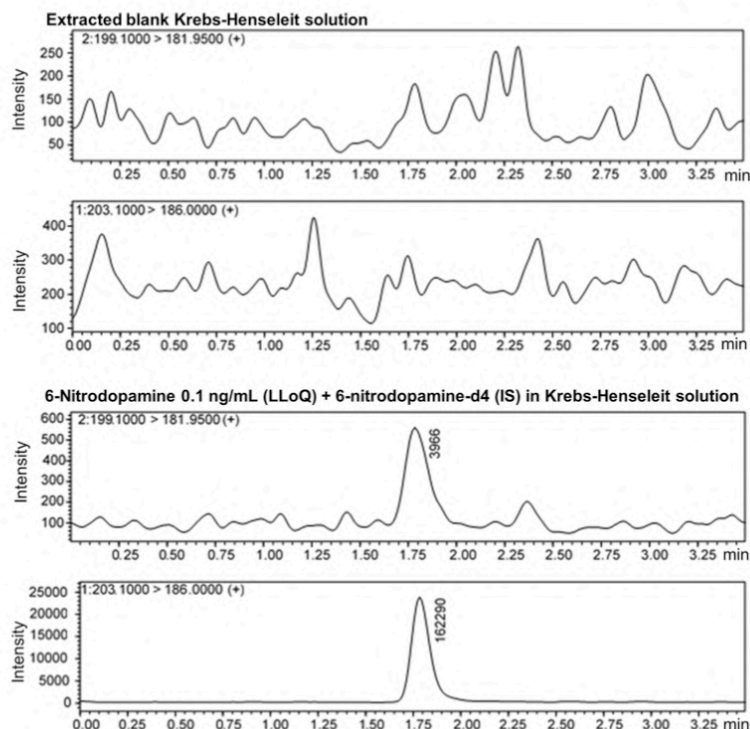 Extracted blank Krebs-Henseleit solution
2:199.1000 > 181.9500 (+)
Intensity
250
200
150
100
50
0.25 0.50 0.75 1.00 1.25 1.50 1.75 2.00 2.25 2.50 2.75 3.00 3.25 min
1:203.1000 > 186.0000 (+)
Intensity
400
300
200
100
0.00 0.25 0.50 0.75 1.00 1.25 1.50 1.75 2.00 2.25 2.50 2.75 3.00 3.25 min
6-Nitrodopamine 0.1 ng/mL (LLoQ) + 6-nitrodopamine-d4 (IS) in Krebs-Henseleit solution
2:199.1000 > 181.9500 (+)
Intensity
600
500
400
300
200
100
3966
0.25 0.50 0.75 1.00 1.25 1.50 1.75 2.00 2.25 2.50 2.75 3.00 3.25 min
1:203.1000 > 186.0000 (+)
Intensity
25000
20000
15000
10000
5000
0
162290
0.00 0.25 0.50 0.75 1.00 1.25 1.50 1.75 2.00 2.25 2.50 2.75 3.00 3.25 min